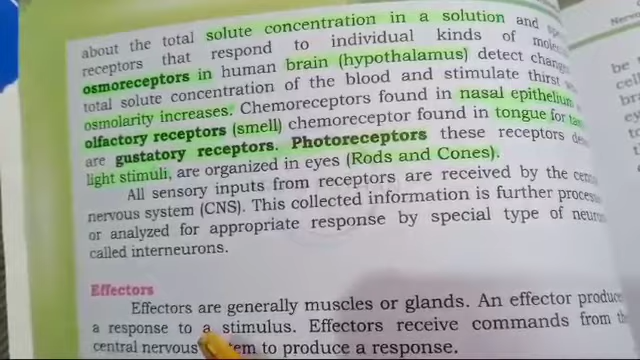 about the total solute concentration in a solution and
receptors that respond to individual kinds of
osmoreceptors in human brain (hypothalamus) detect
total solute concentration of the blood and stimulate thirst
osmolarity increases. Chemoreceptors found in nasal epithelium
olfactory receptors (smell) chemoreceptor found in tongue for
are gustatory receptors. Photoreceptors these receptors
light stimuli, are organized in eyes (Rods and Cones).
All sensory inputs from receptors are received by the
nervous system (CNS). This collected information is further
or analyzed for appropriate response by special type of
called interneurons.
Effectors
Effectors are generally muscles or glands. An effector
a response to a stimulus. Effectors receive commands from
central nervous to produce a response.
be